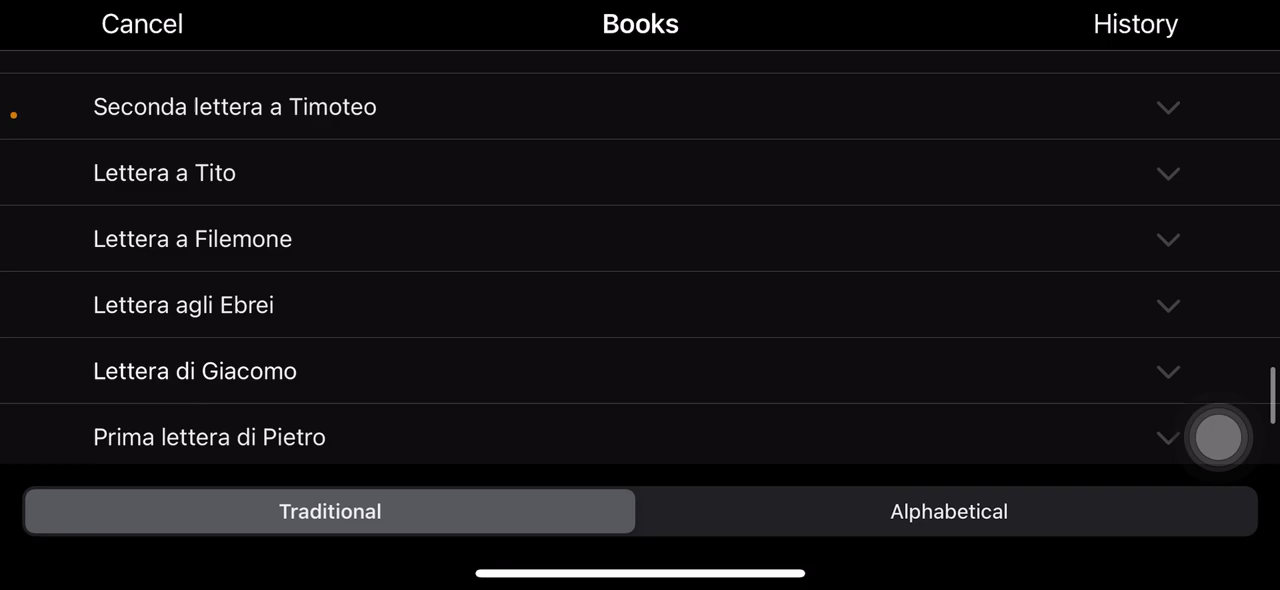 Cancel Books History
Seconda lettera a Timoteo
Lettera a Tito
Lettera a Filemone
Lettera agli Ebrei
Lettera di Giacomo
Prima lettera di Pietro
Traditional Alphabetical